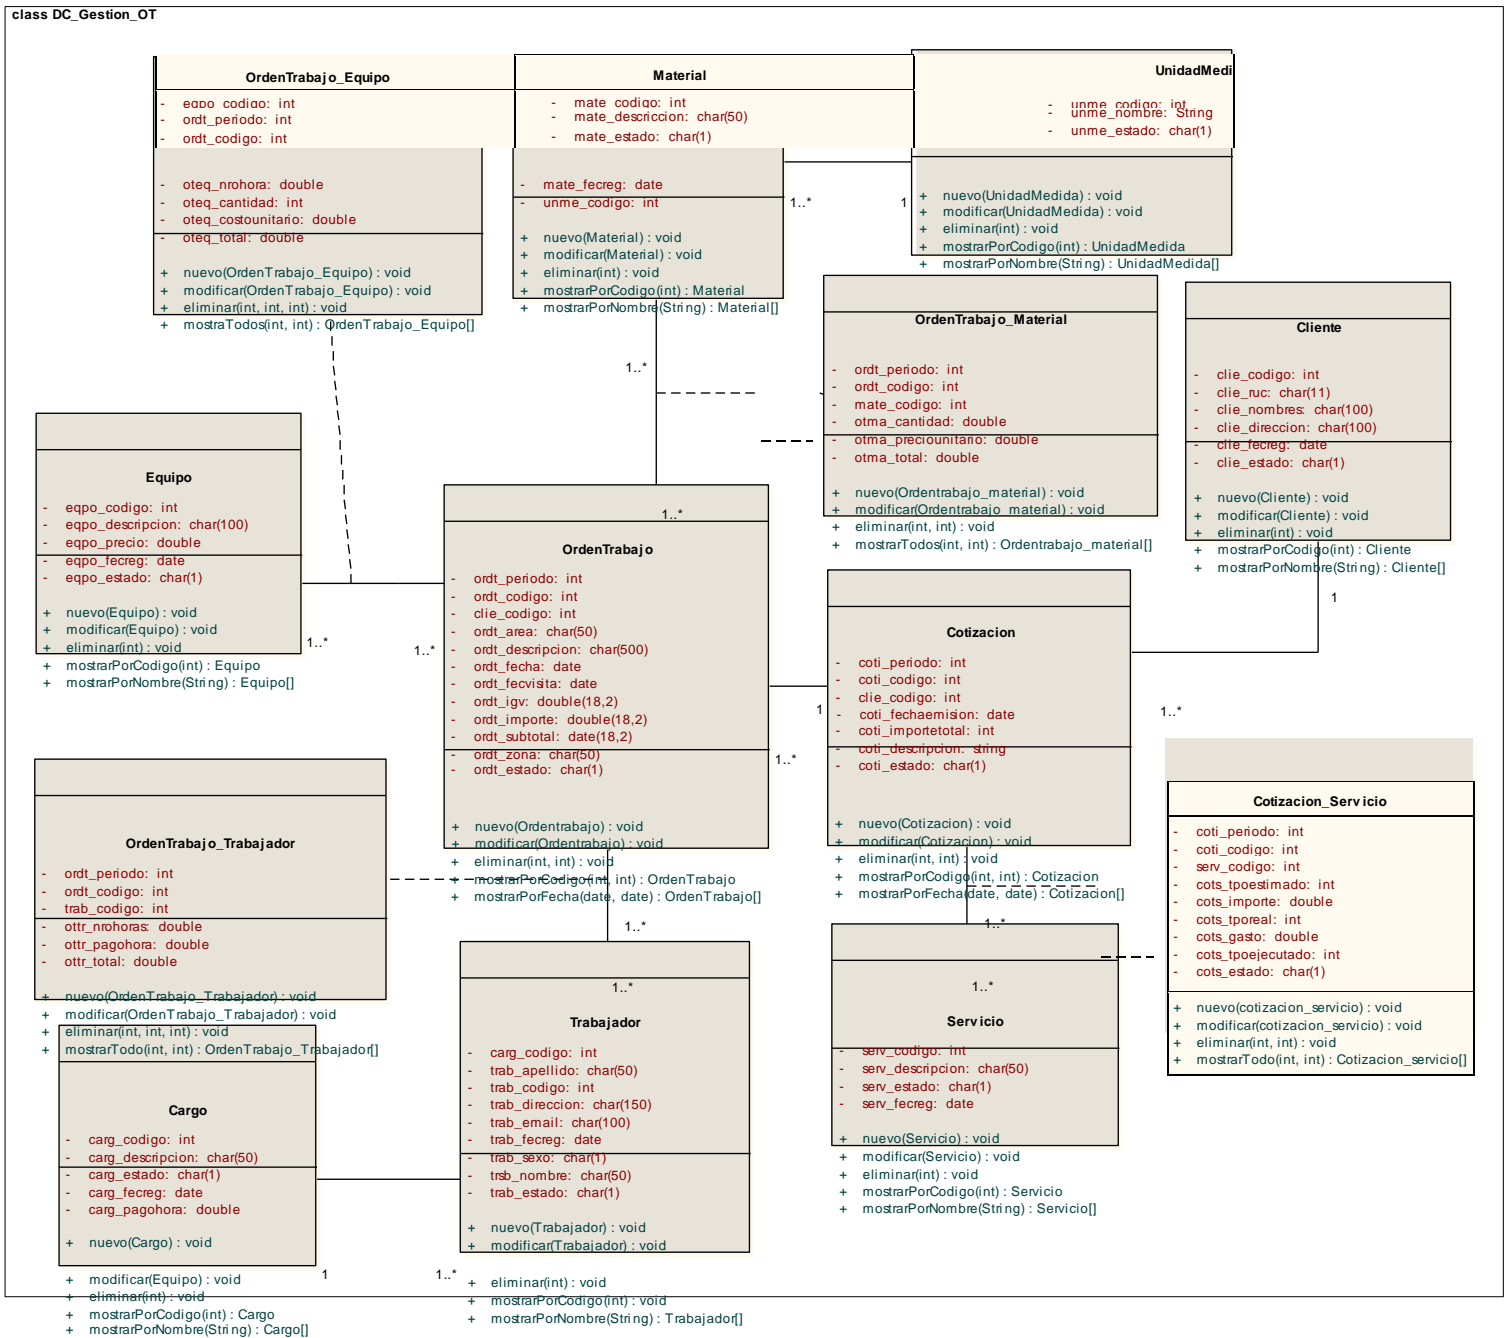 class DC_Gestion_OT
OrdenTrabajo_Equipo
- eqpo_codigo: int
- ordt_periodo: int
- ordt_codigo: int
- oteq_nrohora: double
- oteq_cantidad: int
- oteq_costounitario: double
- oteq_total: double
+ nuevo(OrdenTrabajo_Equipo) : void
+ modificar(OrdenTrabajo_Equipo) : void
+ eliminar(int, int, int) : void
+ mostraTodos(int, int) : OrdenTrabajo_Equipo[]
Material
- mate_codigo: int
- mate_descriccion: char(50)
- mate_estado: char(1)
- mate_fecreg: date
- unme_codigo: int
+ nuevo(Material) : void
+ modificar(Material) : void
+ eliminar(int) : void
+ mostrarPorCodigo(int) : Material
+ mostrarPorNombre(String) : Material[]
1..*
1
UnidadMedi
- unme_codigo: int
- unme_nombre: String
- unme_estado: char(1)
+ nuevo(UnidadMedida) : void
+ modificar(UnidadMedida) : void
+ eliminar(int) : void
+ mostrarPorCodigo(int) : UnidadMedida
+ mostrarPorNombre(String) : UnidadMedida[]
1..*
1..*
OrdenTrabajo_Material
- ordt_periodo: int
- ordt_codigo: int
- mate_codigo: int
- otma_cantidad: double
- otma_preciounitario: double
- otma_total: double
+ nuevo(Ordentrabajo_material) : void
+ modificar(Ordentrabajo_material) : void
+ eliminar(int, int) : void
+ mostrarTodos(int, int) : Ordentrabajo_material[]
Cliente
- clie_codigo: int
- clie_ruc: char(11)
- clie_nombres: char(100)
- clie_direccion: char(100)
- clie_fecreg: date
- clie_estado: char(1)
+ nuevo(Cliente) : void
+ modificar(Cliente) : void
+ eliminar(int) : void
+ mostrarPorCodigo(int) : Cliente
+ mostrarPorNombre(String) : Cliente[]
1
1..*
Equipo
- eqpo_codigo: int
- eqpo_descripcion: char(100)
- eqpo_precio: double
- eqpo_fecreg: date
- eqpo_estado: char(1)
+ nuevo(Equipo) : void
+ modificar(Equipo) : void
+ eliminar(int) : void
+ mostrarPorCodigo(int) : Equipo
+ mostrarPorNombre(String) : Equipo[]
1..*
1..*
OrdenTrabajo
- ordt_periodo: int
- ordt_codigo: int
- clie_codigo: int
- ordt_area: char(50)
- ordt_descripcion: char(500)
- ordt_fecha: date
- ordt_fecvisita: date
- ordt_igv: double(18,2)
- ordt_importe: double(18,2)
- ordt_subtotal: date(18,2)
- ordt_zona: char(50)
- ordt_estado: char(1)
+ nuevo(Ordentrabajo) : void
+ modificar(Ordentrabajo) : void
+ eliminar(int, int) : void
+ mostrarPorCodigo(int, int) : OrdenTrabajo
+ mostrarPorFecha(date, date) : OrdenTrabajo[]
1
1..*
Cotizacion
- coti_periodo: int
- coti_codigo: int
- clie_codigo: int
- coti_fechaemision: date
- coti_importetotal: int
- coti_descripcion: string
- coti_estado: char(1)
+ nuevo(Cotizacion) : void
+ modificar(Cotizacion) : void
+ eliminar(int, int) : void
+ mostrarPorCodigo(int, int) : Cotizacion
+ mostrarPorFecha(date, date) : Cotizacion[]
1..*
1..*
Cotizacion_Servicio
- coti_periodo: int
- coti_codigo: int
- serv_codigo: int
- cots_tpoestimado: int
- cots_importe: double
- cots_tporeal: int
- cots_gasto: double
- cots_tpoejecutado: int
- cots_estado: char(1)
+ nuevo(cotizacion_servicio) : void
+ modificar(cotizacion_servicio) : void
+ eliminar(int, int) : void
+ mostrarTodo(int, int) : Cotizacion_servicio[]
OrdenTrabajo_Trabajador
- ordt_periodo: int
- ordt_codigo: int
- trab_codigo: int
- ottr_nrohoras: double
- ottr_pagohora: double
- ottr_total: double
+ nuevo(OrdenTrabajo_Trabajador) : void
+ modificar(OrdenTrabajo_Trabajador) : void
+ eliminar(int, int, int) : void
+ mostrarTodo(int, int) : OrdenTrabajo_Trabajador[]
1..*
1..*
Trabajador
- carg_codigo: int
- trab_apellido: char(50)
- trab_codigo: int
- trab_direccion: char(150)
- trab_email: char(100)
- trab_fecreg: date
- trab_sexo: char(1)
- trsb_nombre: char(50)
- trab_estado: char(1)
+ nuevo(Trabajador) : void
+ modificar(Trabajador) : void
+ eliminar(int) : void
+ mostrarPorCodigo(int) : void
+ mostrarPorNombre(String) : Trabajador[]
Servicio
- serv_codigo: int
- serv_descripcion: char(50)
- serv_estado: char(1)
- serv_fecreg: date
+ nuevo(Servicio) : void
+ modificar(Servicio) : void
+ eliminar(int) : void
+ mostrarPorCodigo(int) : Servicio
+ mostrarPorNombre(String) : Servicio[]
Cargo
- carg_codigo: int
- carg_descripcion: char(50)
- carg_estado: char(1)
- carg_fecreg: date
- carg_pagohora: double
+ nuevo(Cargo) : void
+ modificar(Equipo) : void
+ eliminar(int) : void
+ mostrarPorCodigo(int) : Cargo
+ mostrarPorNombre(String) : Cargo[]
1
1..*